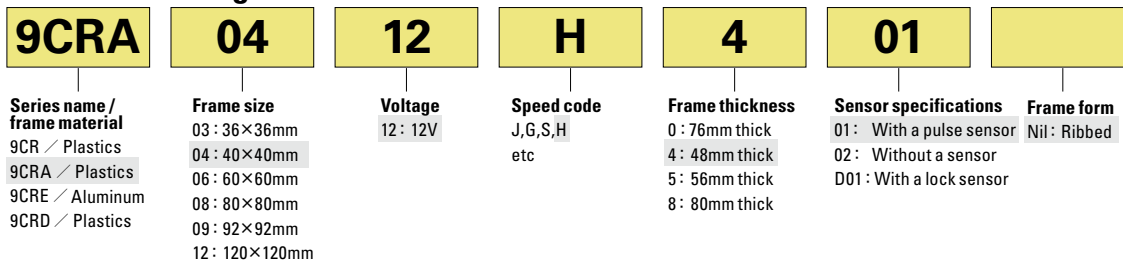 9CRA 04 12 H 4 01
Series name /
frame material
9CR ／ Plastics
9CRA ／ Plastics
9CRE ／ Aluminum
9CRD ／ Plastics
Frame size
03 : 36×36mm
04 : 40×40mm
06 : 60×60mm
08 : 80×80mm
09 : 92×92mm
12 : 120×120mm
Voltage
12 : 12V
Speed code
J,G,S,H
etc
Frame thickness
0 : 76mm thick
4 : 48mm thick
5 : 56mm thick
8 : 80mm thick
Sensor specifications
01 : With a pulse sensor
02 : Without a sensor
D01 : With a lock sensor
Frame form
Nil : Ribbed